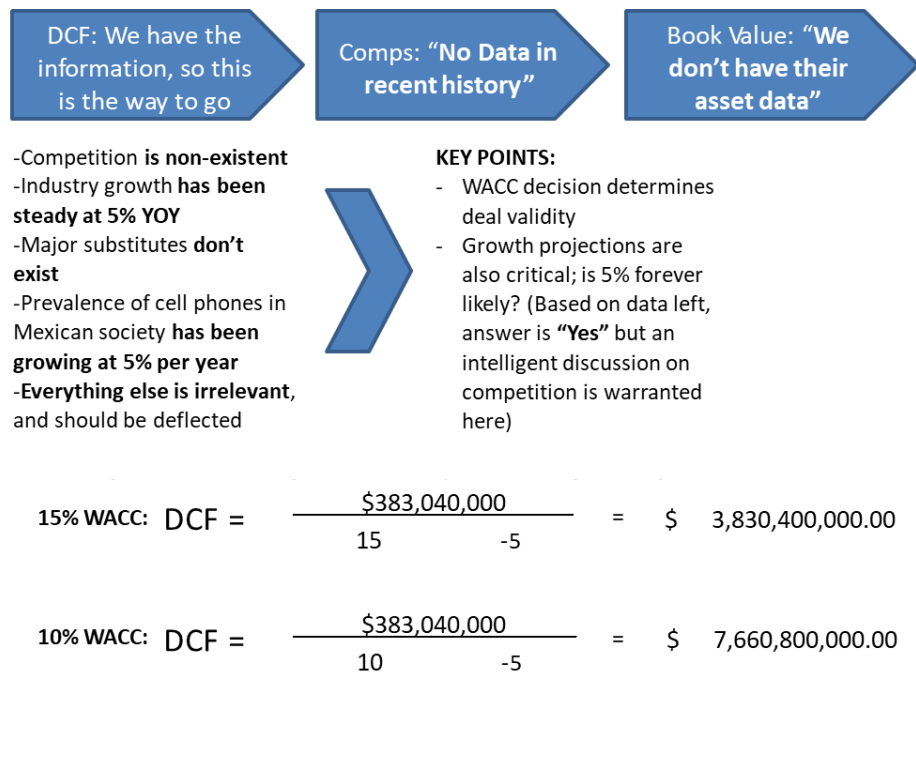 DCF: We have the
information, so this
is the way to go
Comps: “No Data in
recent history”
Book Value: “We
don’t have their
asset data”
-Competition is non-existent
-Industry growth has been
steady at 5% YOY
-Major substitutes don’t
exist
-Prevalence of cell phones in
Mexican society has been
growing at 5% per year
-Everything else is irrelevant,
and should be deflected
KEY POINTS:
- WACC decision determines
deal validity
- Growth projections are
also critical; is 5% forever
likely? (Based on data left,
answer is “Yes” but an
intelligent discussion on
competition is warranted
here)
$383,040,000
15% WACC: DCF = = $ 3,830,400,000.00
15 -5
$383,040,000
10% WACC: DCF = = $ 7,660,800,000.00
10 -5